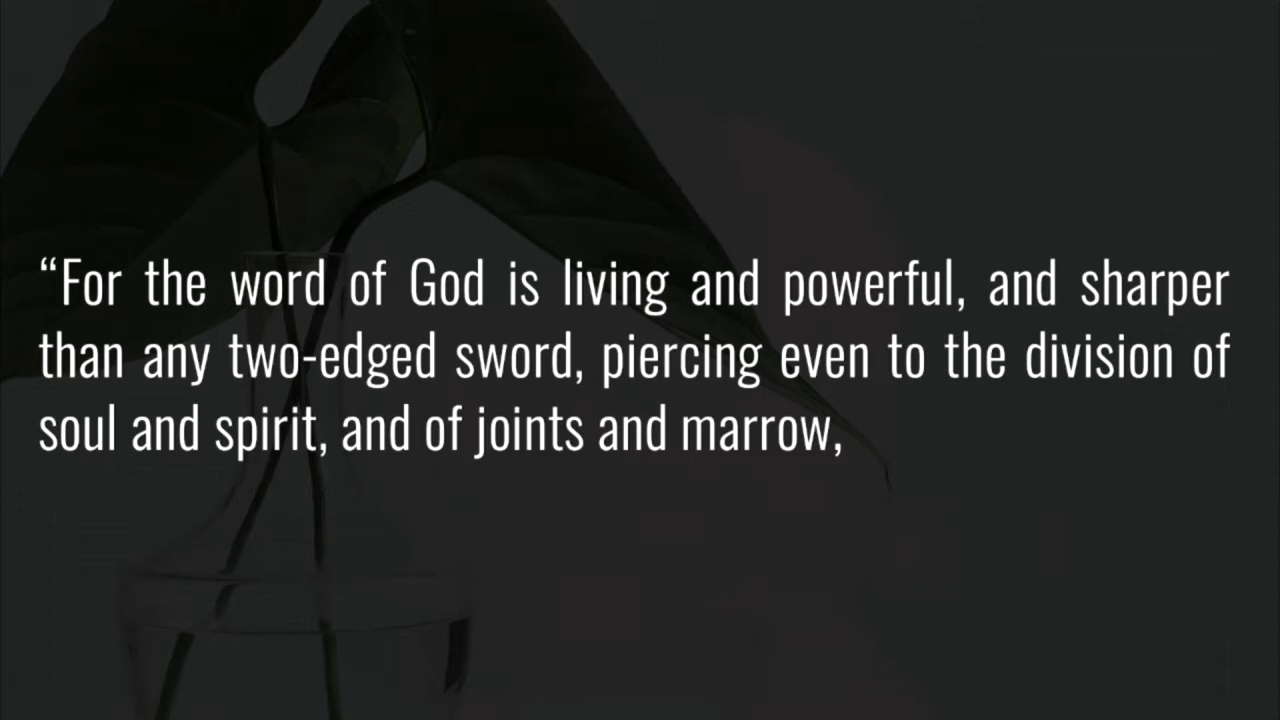 “For the word of God is living and powerful, and sharper
than any two-edged sword, piercing even to the division of
soul and spirit, and of joints and marrow,